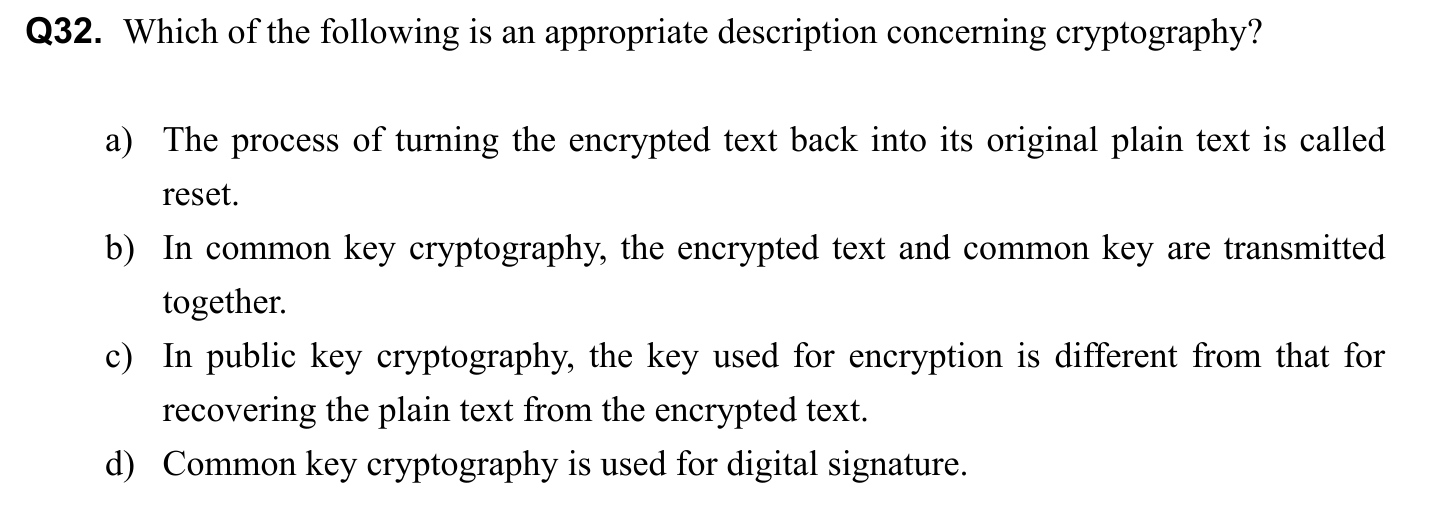 Q32. Which of the following is an appropriate description concerning cryptography?
a) The process of turning the encrypted text back into its original plain text is called
reset.
b) In common key cryptography, the encrypted text and common key are transmitted
together.
c) In public key cryptography, the key used for encryption is different from that for
recovering the plain text from the encrypted text.
d) Common key cryptography is used for digital signature.